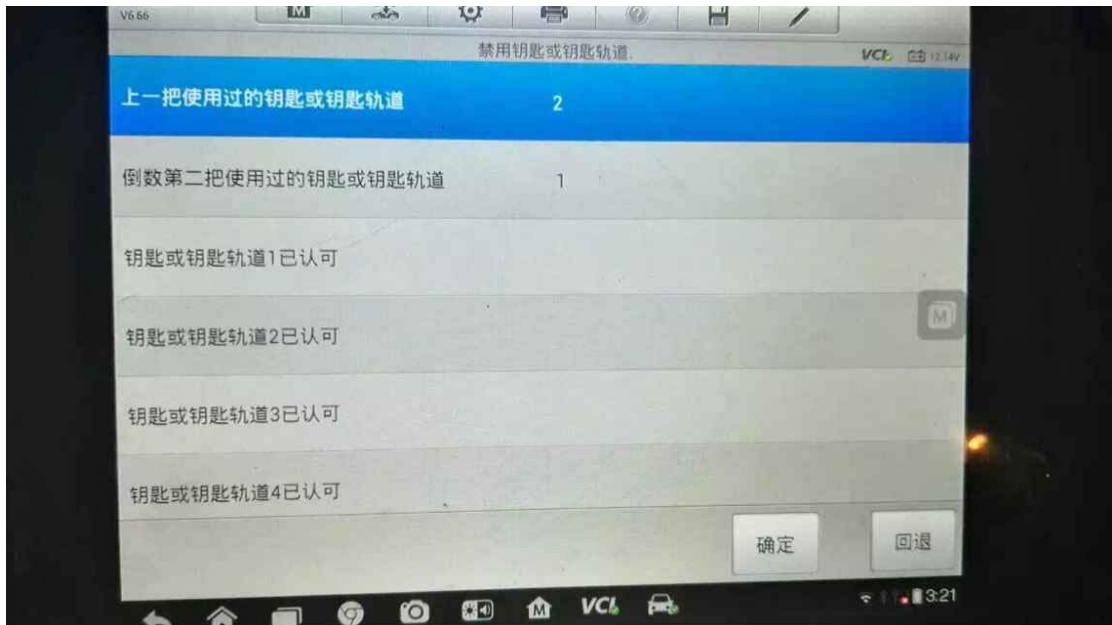 V6.66
M
禁用钥匙或钥匙轨道.
VCI 12.14V
上一把使用过的钥匙或钥匙轨道 2
倒数第二把使用过的钥匙或钥匙轨道 1
钥匙或钥匙轨道1已认可
M
钥匙或钥匙轨道2已认可
钥匙或钥匙轨道3已认可
钥匙或钥匙轨道4已认可
确定 回退
M VCI 3:21